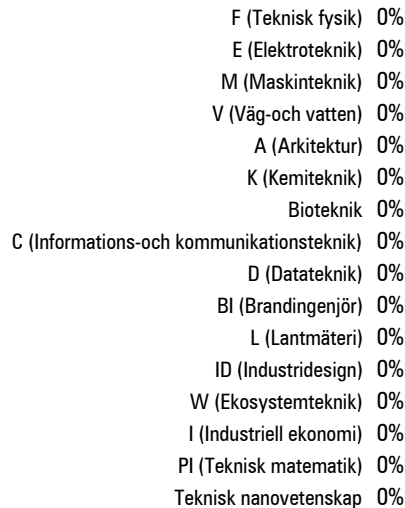 F (Teknisk fysik) 0%
E (Elektroteknik) 0%
M (Maskinteknik) 0%
V (Väg-och vatten) 0%
A (Arkitektur) 0%
K (Kemiteknik) 0%
Bioteknik 0%
C (Informations-och kommunikationsteknik) 0%
D (Datateknik) 0%
BI (Brandingenjör) 0%
L (Lantmäteri) 0%
ID (Industridesign) 0%
W (Ekosystemteknik) 0%
I (Industriell ekonomi) 0%
PI (Teknisk matematik) 0%
Teknisk nanovetenskap 0%